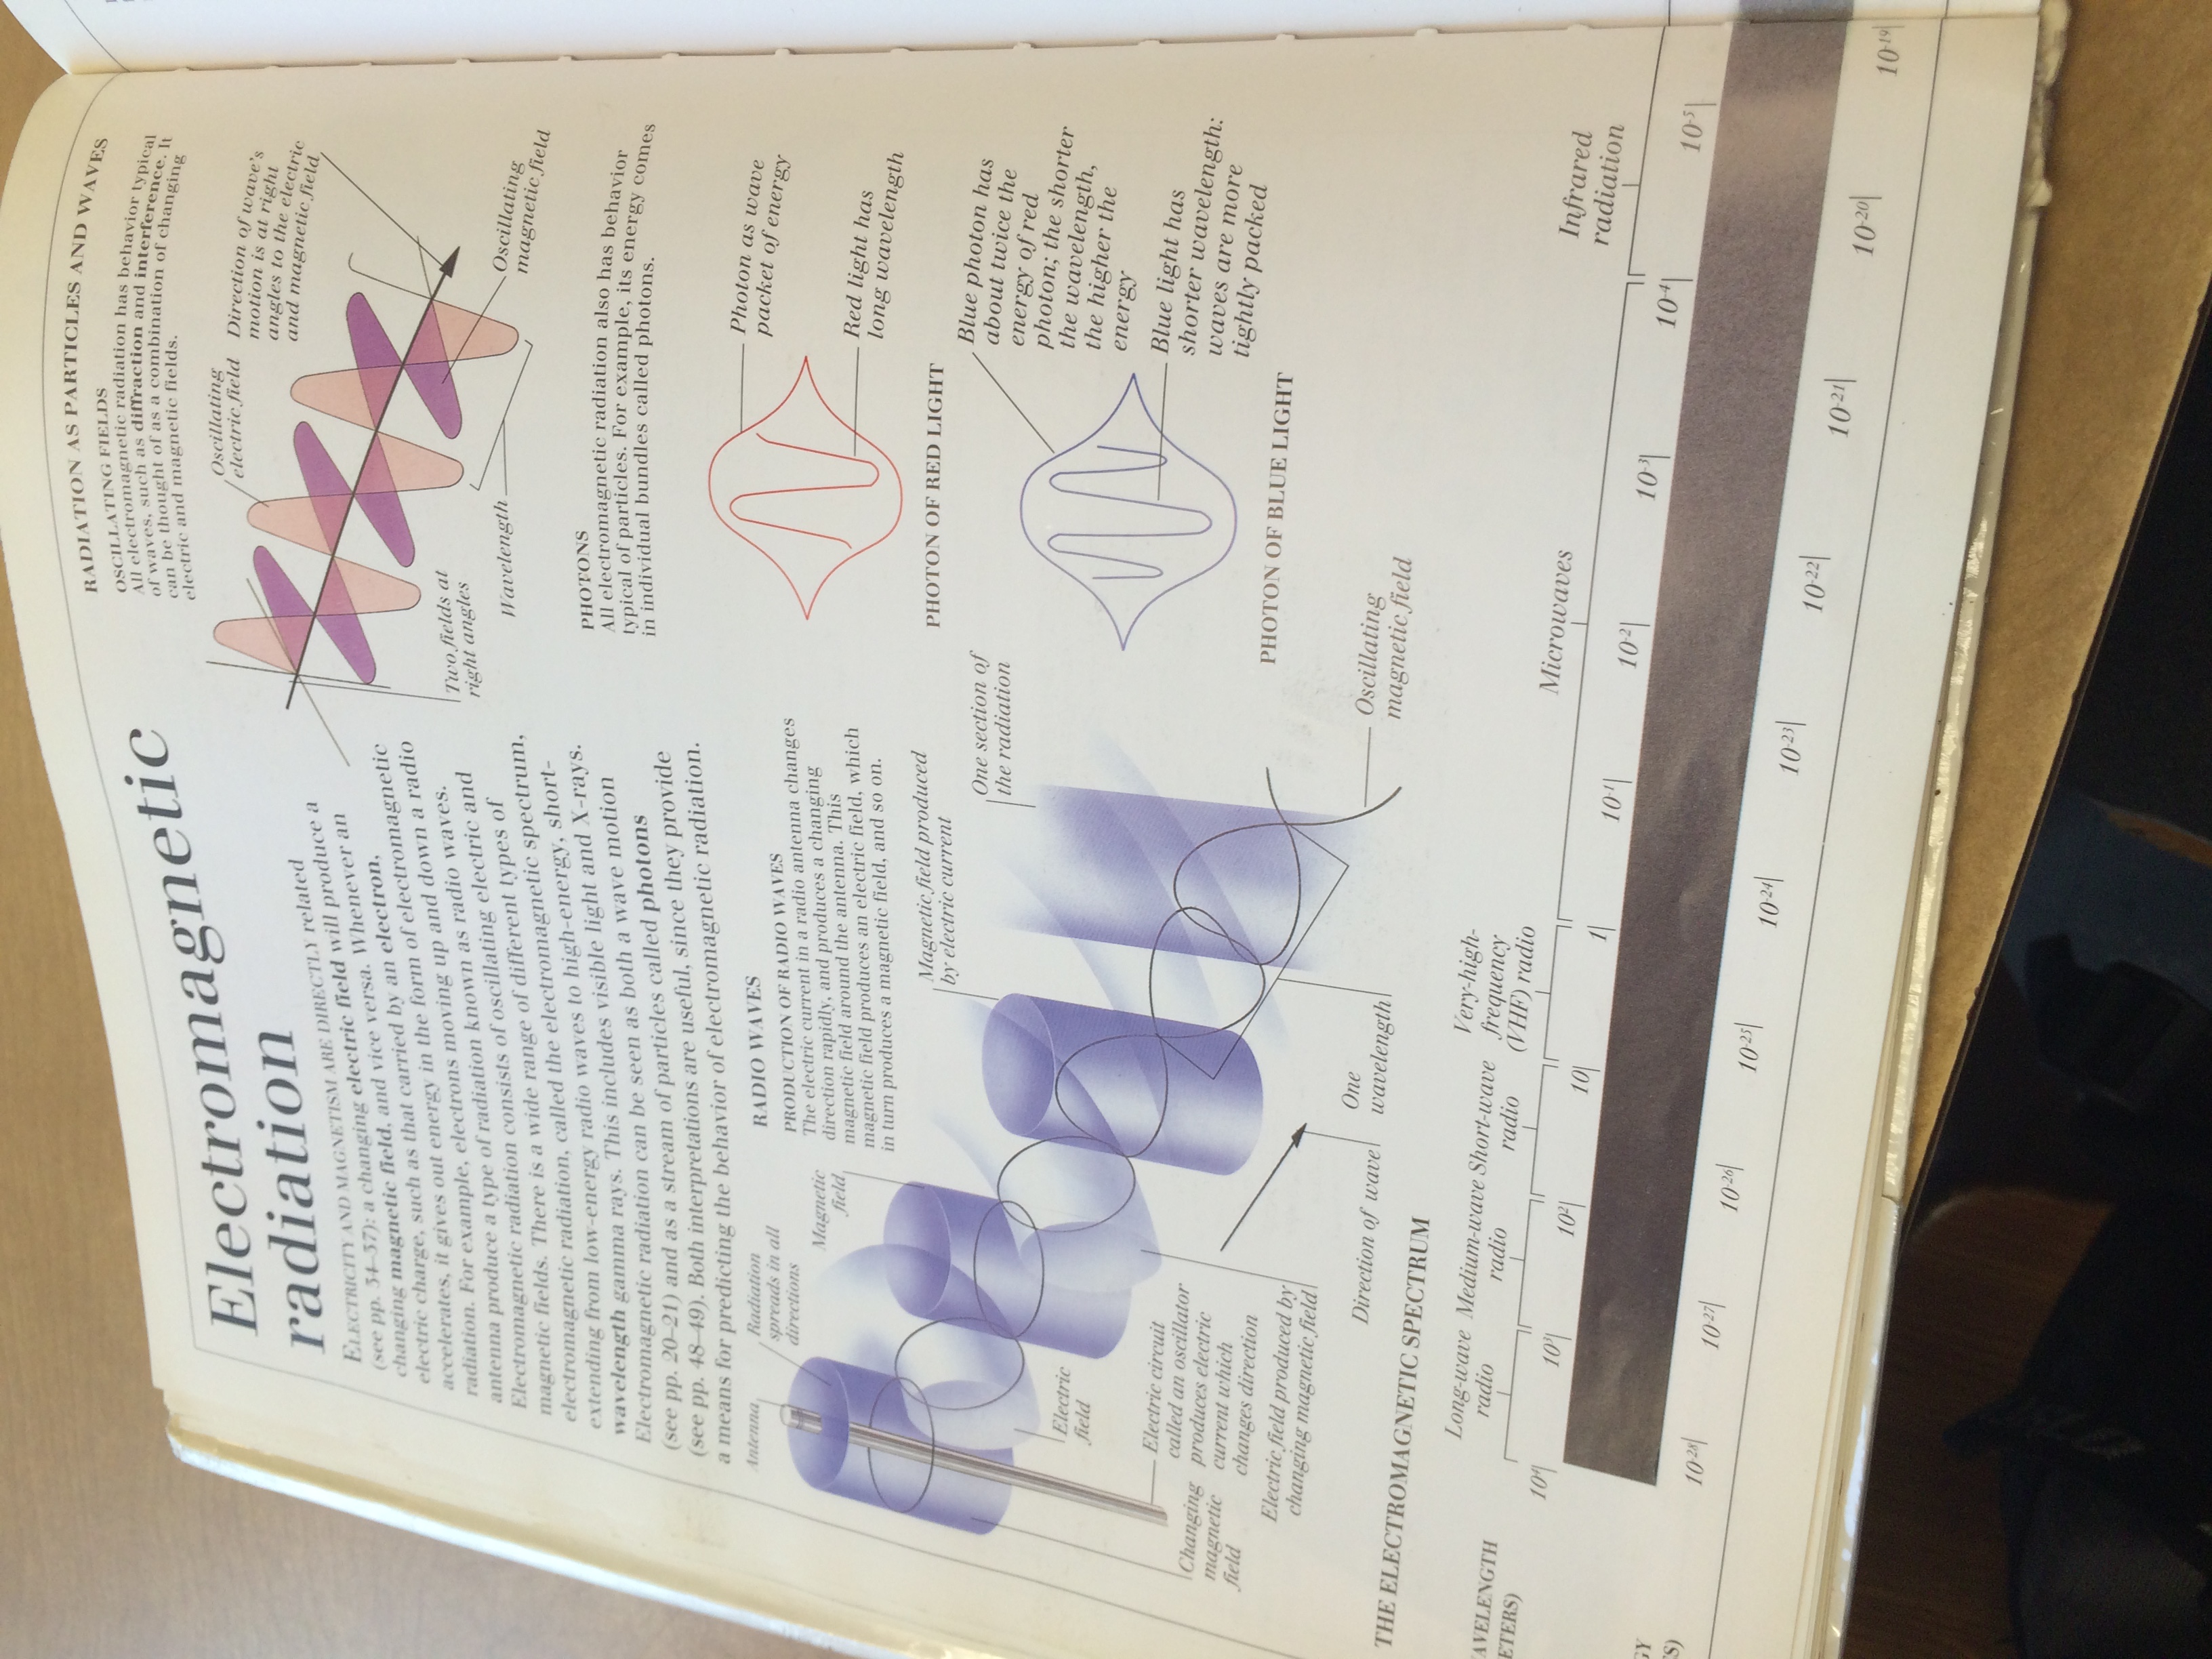 Electromagnetic
radiation
ELECTRICITY AND MAGNETISM ARE DIRECTLY related
(see pp. 34–37): a changing electric field will produce a
changing magnetic field, and vice versa. Whenever an
electric charge, such as that carried by an electron,
accelerates, it gives out energy in the form of electromagnetic
radiation. For example, electrons moving up and down a radio
antenna produce a type of radiation known as radio waves.
Electromagnetic radiation consists of oscillating electric and
magnetic fields. There is a wide range of different types of
electromagnetic radiation, called the electromagnetic spectrum,
extending from low-energy radio waves to high-energy, short-
wavelength gamma rays. This includes visible light and X-rays.
Electromagnetic radiation can be seen as both a wave motion
(see pp. 20–21) and as a stream of particles called photons
(see pp. 48–49). Both interpretations are useful, since they provide
a means for predicting the behavior of electromagnetic radiation.
RADIATION AS PARTICLES AND WAVES
OSCILLATING FIELDS
All electromagnetic radiation has behavior typical
of waves, such as diffraction and interference. It
can be thought of as a combination of changing
electric and magnetic fields.
Oscillating
electric field
Direction of wave's
motion is at right
angles to the electric
and magnetic field
Two fields at
right angles
Wavelength
Oscillating
magnetic field
PHOTONS
All electromagnetic radiation also has behavior
typical of particles. For example, its energy comes
in individual bundles called photons.
Photon as wave
packet of energy
Red light has
long wavelength
PHOTON OF RED LIGHT
Blue photon has
about twice the
energy of red
photon; the shorter
the wavelength,
the higher the
energy
Blue light has
shorter wavelength:
waves are more
tightly packed
PHOTON OF BLUE LIGHT
RADIO WAVES
PRODUCTION OF RADIO WAVES
The electric current in a radio antenna changes
direction rapidly, and produces a changing
magnetic field around the antenna. This
magnetic field produces an electric field, which
in turn produces a magnetic field, and so on.
Antenna
Radiation
spreads in all
directions
Magnetic
field
Magnetic field produced
by electric current
One section of
the radiation
Electric
field
Electric circuit
called an oscillator
produces electric
current which
changes direction
Changing
magnetic
field
Electric field produced by
changing magnetic field
Direction of wave
One
wavelength
Oscillating
magnetic field
THE ELECTROMAGNETIC SPECTRUM
AVELENGTH
ETERS)
Long-wave
radio
Medium-wave
radio
Short-wave
radio
Very-high-
frequency
(VHF) radio
Microwaves
Infrared
radiation
10⁴ 10³ 10² 10 1 10⁻¹ 10⁻² 10⁻³ 10⁻⁴ 10⁻⁵
GY
S)
10⁻²⁸ 10⁻²⁷ 10⁻²⁶ 10⁻²⁵ 10⁻²⁴ 10⁻²³ 10⁻²² 10⁻²¹ 10⁻²⁰ 10⁻¹⁹